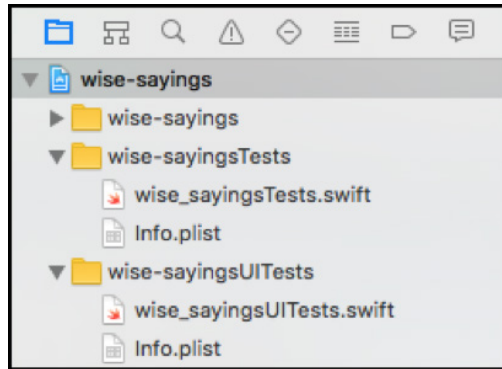 wise-sayings
wise-sayings
wise-sayingsTests
wise_sayingsTests.swift
Info.plist
wise-sayingsUITests
wise_sayingsUITests.swift
Info.plist